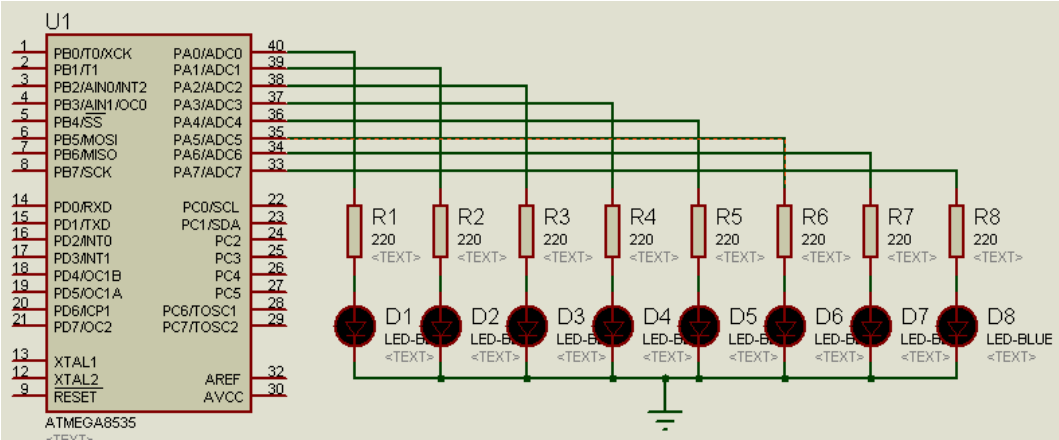 U1
1 PB0/T0/XCK PA0/ADC0 40
2 PB1/T1 PA1/ADC1 39
3 PB2/AIN0/INT2 PA2/ADC2 38
4 PB3/AIN1/OC0 PA3/ADC3 37
5 PB4/SS PA4/ADC4 36
6 PB5/MOSI PA5/ADC5 35
7 PB6/MISO PA6/ADC6 34
8 PB7/SCK PA7/ADC7 33
14 PD0/RXD PC0/SCL 22
15 PD1/TXD PC1/SDA 23
16 PD2/INT0 PC2 24
17 PD3/INT1 PC3 25
18 PD4/OC1B PC4 26
19 PD5/OC1A PC5 27
20 PD6/ICP1 PC6/TOSC1 28
21 PD7/OC2 PC7/TOSC2 29
13 XTAL1
12 XTAL2 AREF 32
9 RESET AVCC 30
ATMEGA8535
<TEXT>
R1 R2 R3 R4 R5 R6 R7 R8
220 220 220 220 220 220 220 220
<TEXT> <TEXT> <TEXT> <TEXT> <TEXT> <TEXT> <TEXT> <TEXT>
D1 D2 D3 D4 D5 D6 D7 D8
LED-BLUE
<TEXT> <TEXT> <TEXT> <TEXT> <TEXT> <TEXT> <TEXT> <TEXT>